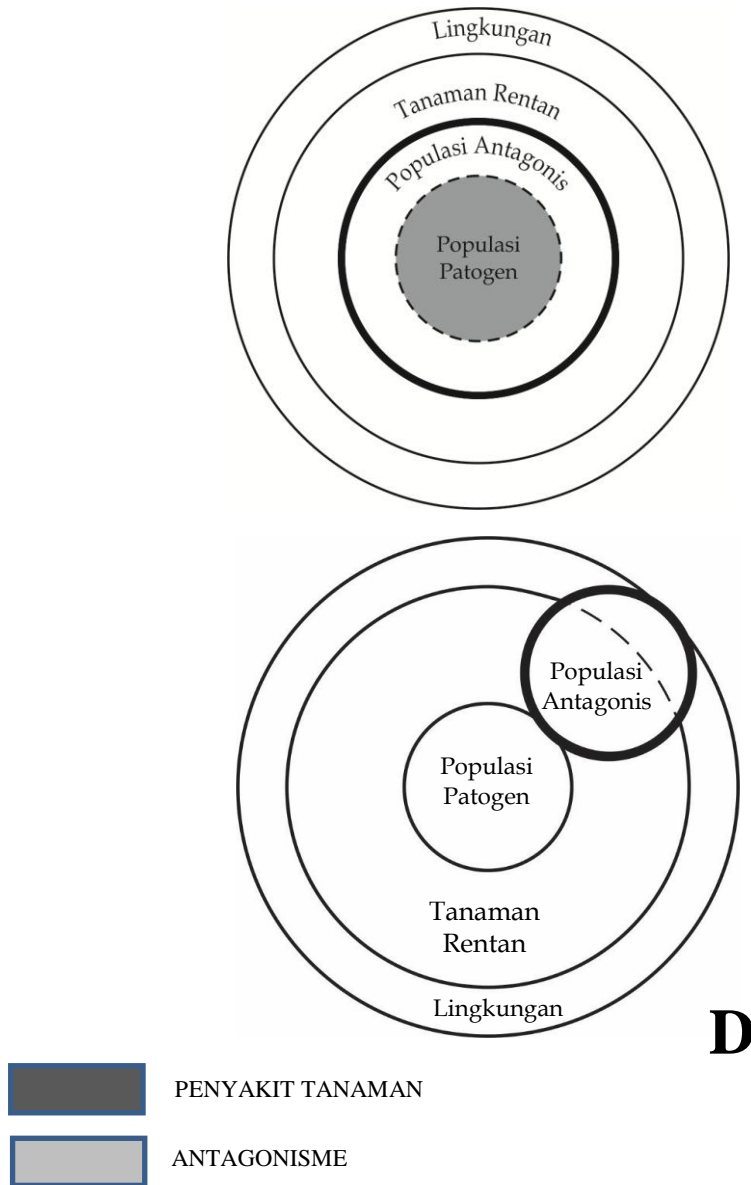 Lingkungan
Tanaman Rentan
Populasi Antagonis
Populasi
Patogen
Populasi
Antagonis
Populasi
Patogen
Tanaman
Rentan
Lingkungan
D
PENYAKIT TANAMAN
ANTAGONISME